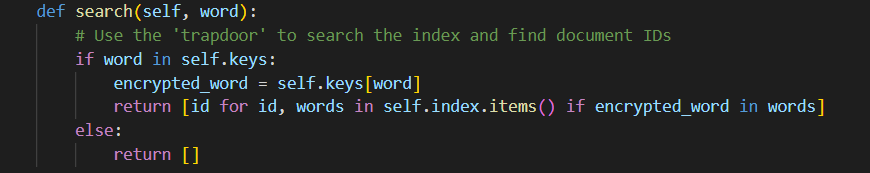 def search(self, word):
# Use the 'trapdoor' to search the index and find document IDs
if word in self.keys:
encrypted_word = self.keys[word]
return [id for id, words in self.index.items() if encrypted_word in words]
else:
return []